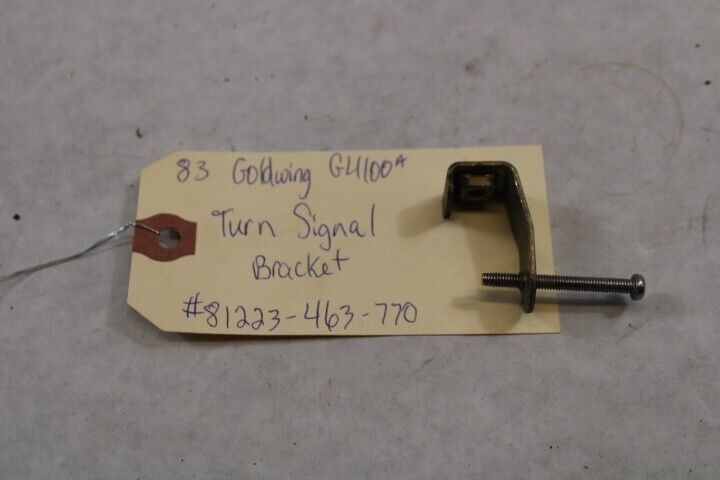 83 Goldwing GL1100A
Turn Signal
Bracket
#81223-463-770